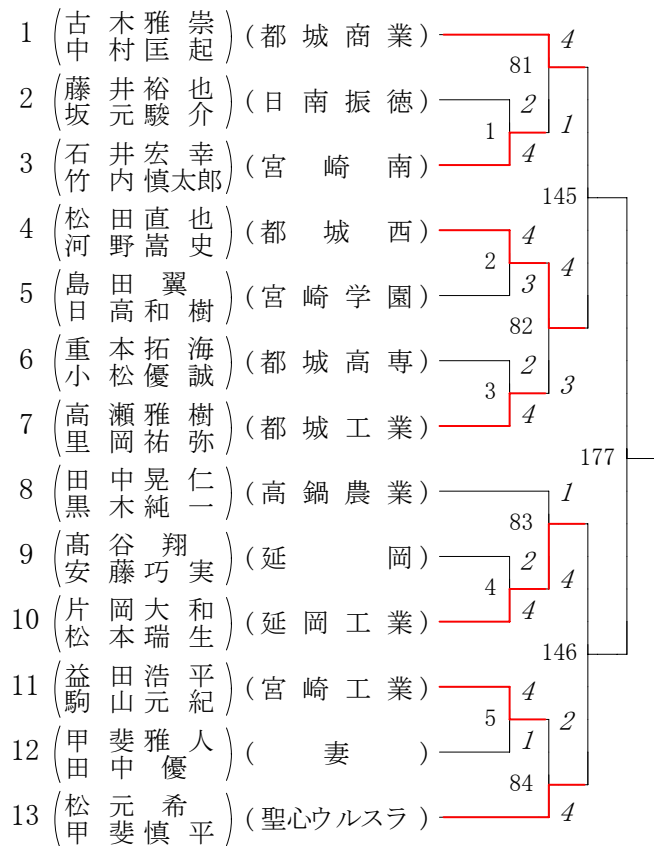 1 (古木雅崇 中村匡起) (都城商業) 4
81
2 (藤井裕也 坂元駿介) (日南振徳) 2
1 1
3 (石井宏幸 竹内慎太郎) (宮崎南) 4
145
4 (松田直也 河野嵩史) (都城西) 4 4
2
5 (島田翼 日高和樹) (宮崎学園) 3
82
6 (重本拓海 小松優誠) (都城高専) 2
3 3
7 (高瀬雅樹 里岡祐弥) (都城工業) 4
177
8 (田中晃仁 黒木純一) (高鍋農業) 1
83
9 (髙谷翔 安藤巧実) (延岡) 2
4 4
10 (片岡大和 松本瑞生) (延岡工業) 4
146
11 (益田浩平 駒山元紀) (宮崎工業) 4
5 2
12 (甲斐雅人 田中優) (妻) 1
84
13 (松元希 甲斐慎平) (聖心ウルスラ) 4